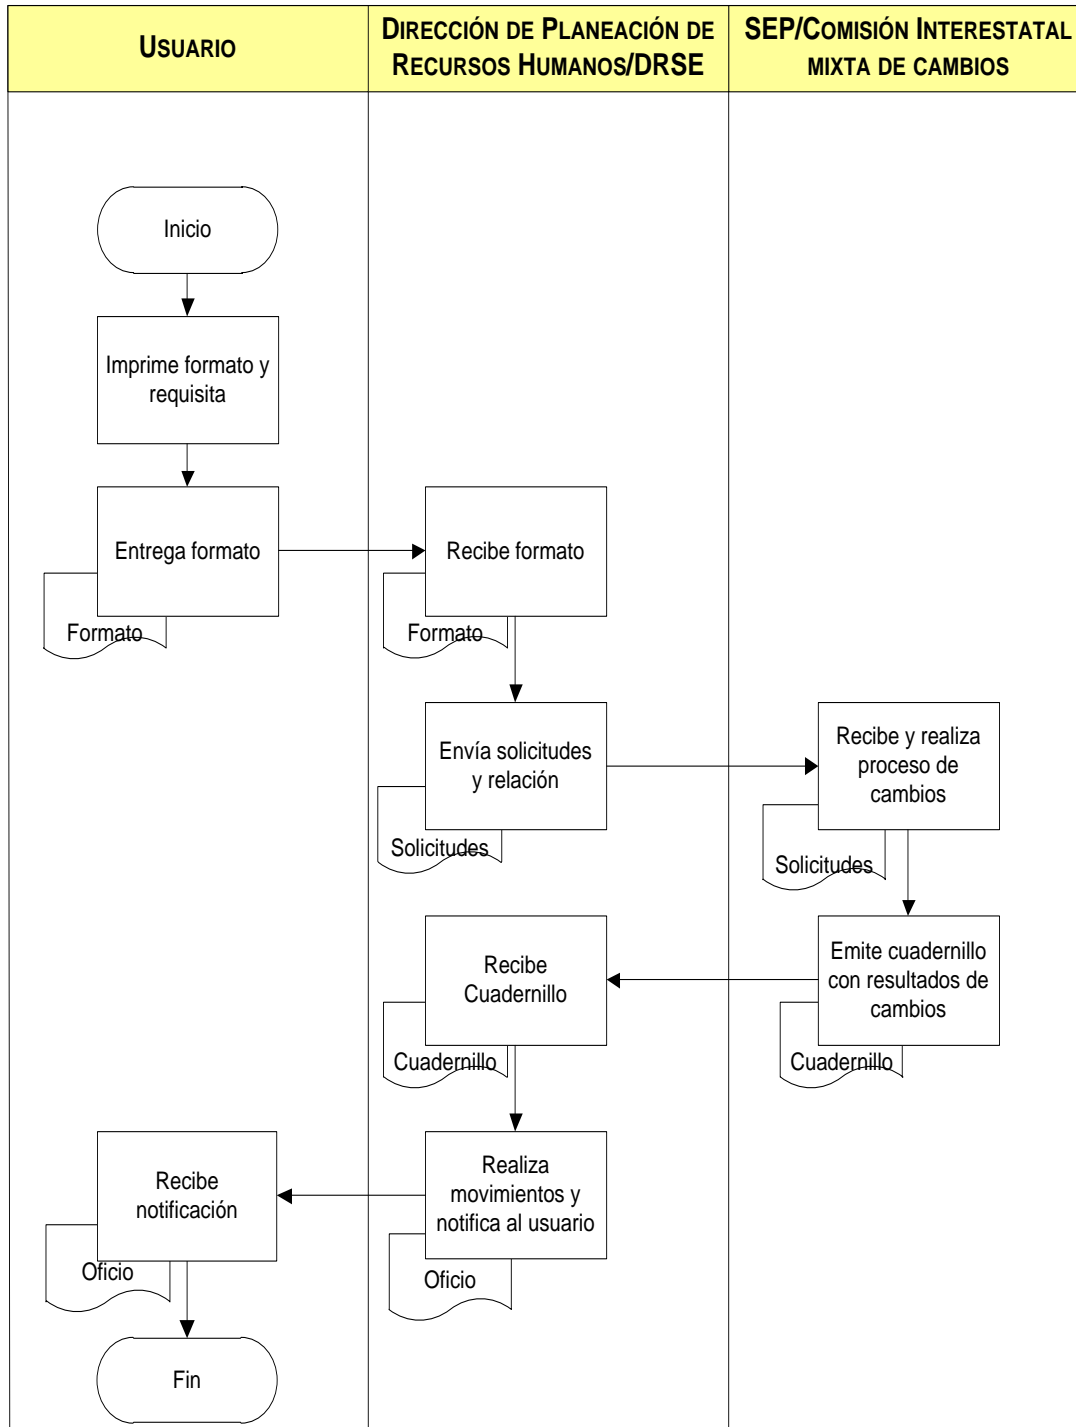 USUARIO
DIRECCIÓN DE PLANEACIÓN DE
RECURSOS HUMANOS/DRSE
SEP/COMISIÓN INTERESTATAL
MIXTA DE CAMBIOS
Inicio
Imprime formato y
requisita
Entrega formato
Formato
Recibe formato
Formato
Envía solicitudes
y relación
Solicitudes
Recibe y realiza
proceso de
cambios
Solicitudes
Emite cuadernillo
con resultados de
cambios
Cuadernillo
Recibe
Cuadernillo
Cuadernillo
Realiza
movimientos y
notifica al usuario
Oficio
Recibe
notificación
Oficio
Fin